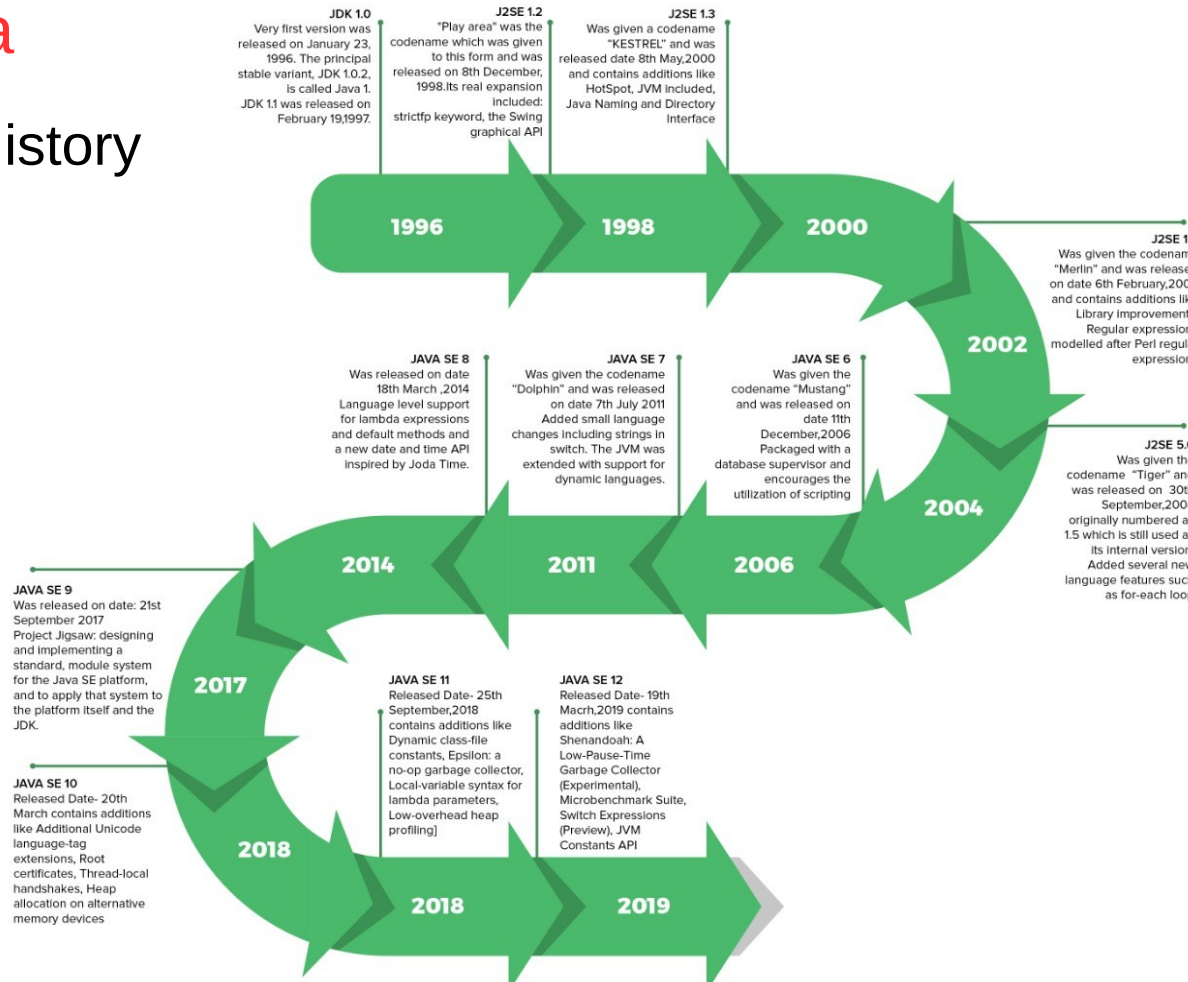 a
istory
JDK 1.0
Very first version was
released on January 23,
1996. The principal
stable variant, JDK 1.0.2,
is called Java 1.
JDK 1.1 was released on
February 19,1997.
J2SE 1.2
"Play area" was the
codename which was given
to this form and was
released on 8th December,
1998.Its real expansion
included:
strictfp keyword, the Swing
graphical API
J2SE 1.3
Was given a codename
"KESTREL" and was
released date 8th May,2000
and contains additions like
HotSpot, JVM included,
Java Naming and Directory
Interface
1996
1998
2000
J2SE 1
Was given the codenam
"Merlin" and was release
on date 6th February,200
and contains additions lik
Library improvement
Regular expression
modelled after Perl regula
expression
2002
JAVA SE 8
Was released on date
18th March ,2014
Language level support
for lambda expressions
and default methods and
a new date and time API
inspired by Joda Time.
JAVA SE 7
Was given the codename
"Dolphin" and was released
on date 7th July 2011
Added small language
changes including strings in
switch. The JVM was
extended with support for
dynamic languages.
JAVA SE 6
Was given the
codename "Mustang"
and was released on
date 11th
December,2006
Packaged with a
database supervisor and
encourages the
utilization of scripting
J2SE 5.
Was given th
codename "Tiger" an
was released on 30t
September,200
originally numbered a
1.5 which is still used a
its internal version
Added several new
language features suc
as for-each loo
2004
2014
2011
2006
JAVA SE 9
Was released on date: 21st
September 2017
Project Jigsaw: designing
and implementing a
standard, module system
for the Java SE platform,
and to apply that system to
the platform itself and the
JDK.
2017
JAVA SE 10
Released Date- 20th
March contains additions
like Additional Unicode
language-tag
extensions, Root
certificates, Thread-local
handshakes, Heap
allocation on alternative
memory devices
2018
JAVA SE 11
Released Date- 25th
September,2018
contains additions like
Dynamic class-file
constants, Epsilon: a
no-op garbage collector,
Local-variable syntax for
lambda parameters,
Low-overhead heap
profiling]
JAVA SE 12
Released Date- 19th
Macrh,2019 contains
additions like
Shenandoah: A
Low-Pause-Time
Garbage Collector
(Experimental),
Microbenchmark Suite,
Switch Expressions
(Preview), JVM
Constants API
2018
2019